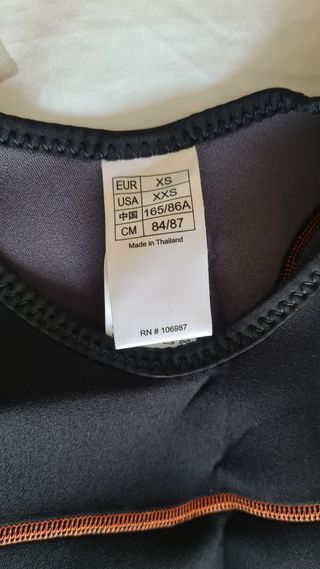 EUR XS
USA XXS
中国 165/86A
CM 84/87
Made in Thailand
RN # 106987